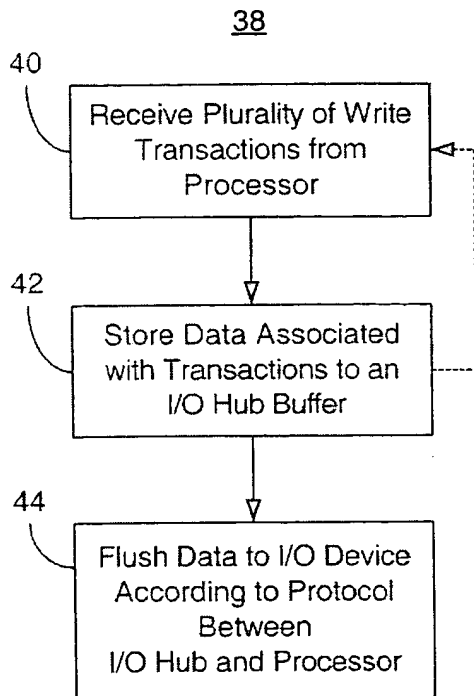 38
40
Receive Plurality of Write
Transactions from
Processor
42
Store Data Associated
with Transactions to an
I/O Hub Buffer
44
Flush Data to I/O Device
According to Protocol
Between
I/O Hub and Processor